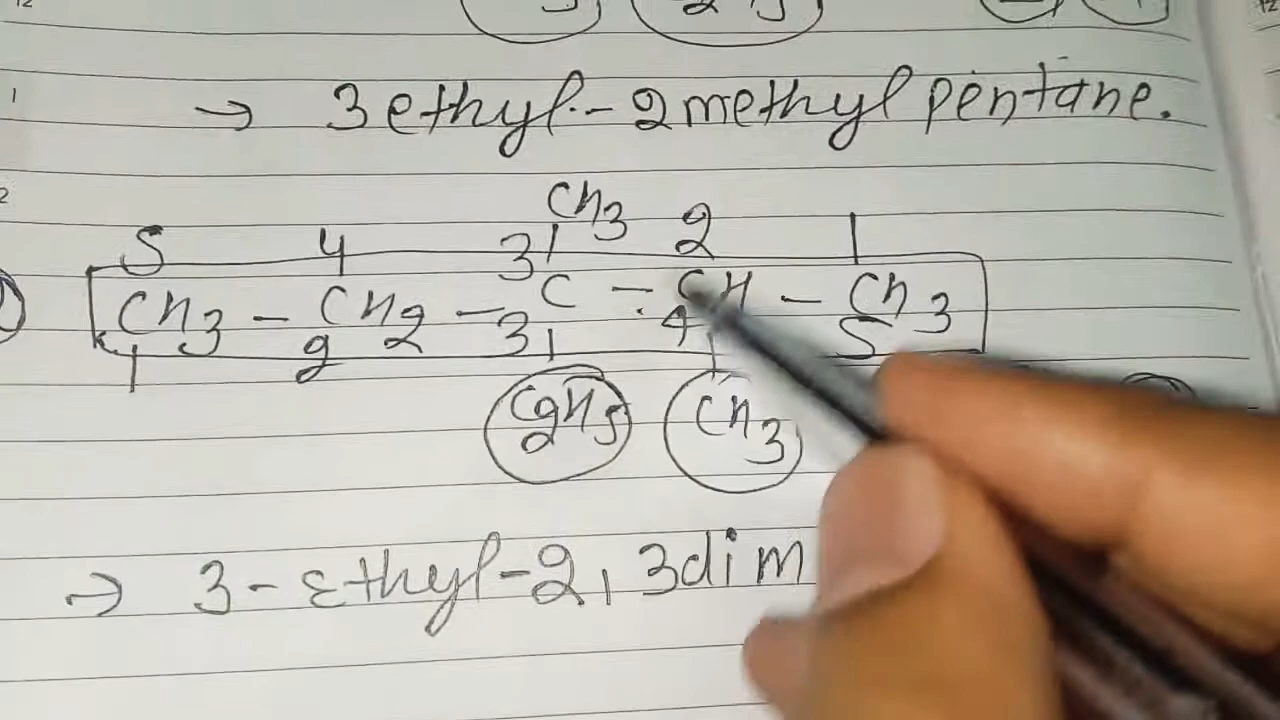 → 3 ethyl - 2 methyl pentane.
CH3
5 4 3 2 1
CH3 - CH2 - C - CH - CH3
1 2 3 4 5
C2H5 CH3
→ 3 - Ethyl - 2, 3 dim